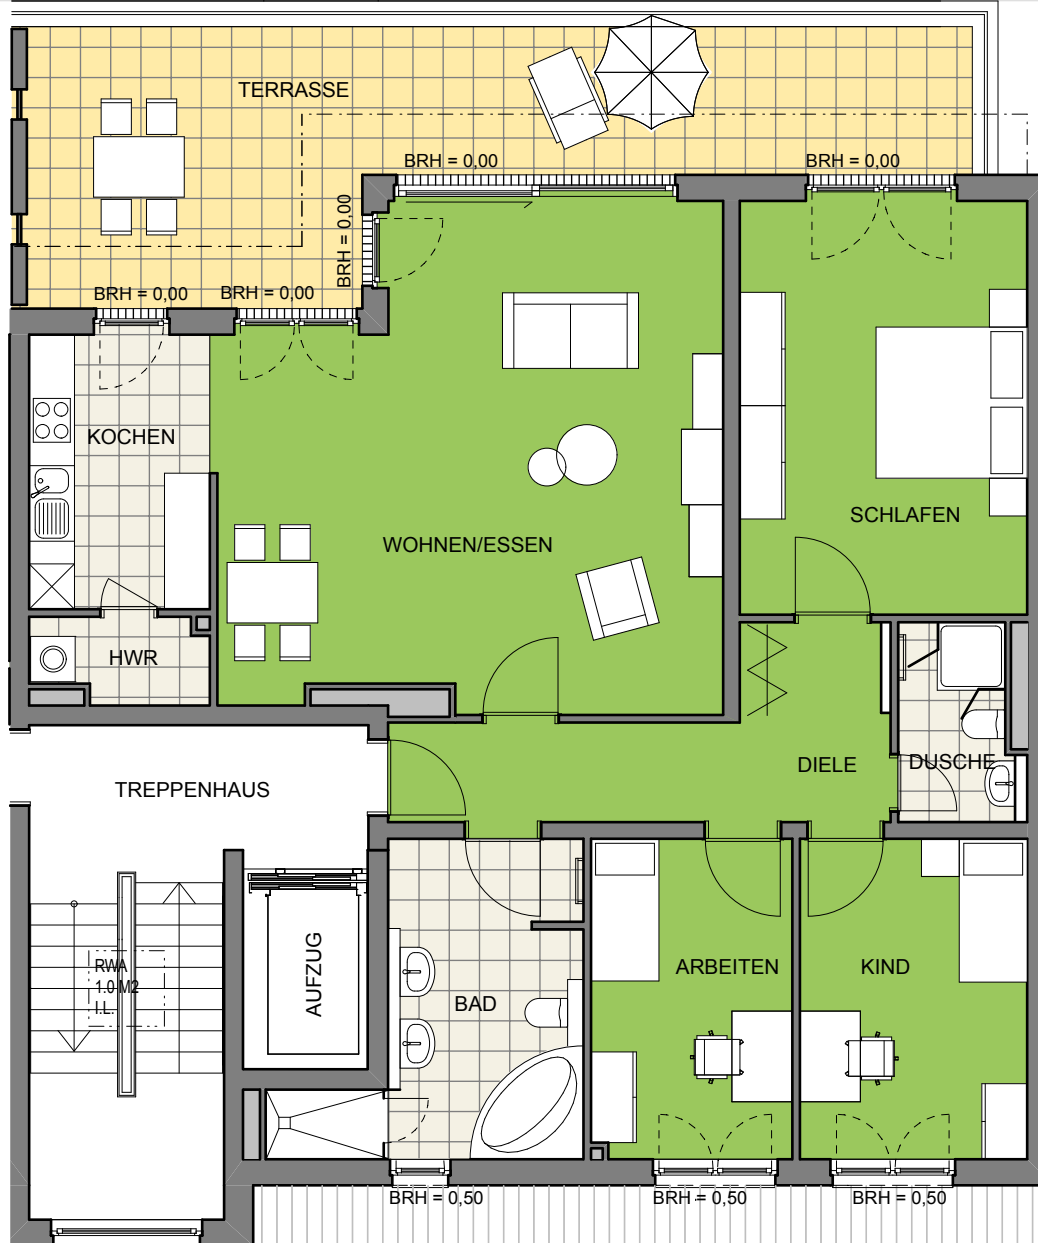 TERRASSE
BRH = 0,00
BRH = 0,00
BRH = 0,00
BRH = 0,00
BRH = 0,00
KOCHEN
SCHLAFEN
WOHNEN/ESSEN
HWR
DIELE
DUSCHE
TREPPENHAUS
AUFZUG
RWA
1.0 M2
I.L.
BAD
ARBEITEN
KIND
BRH = 0,50
BRH = 0,50
BRH = 0,50